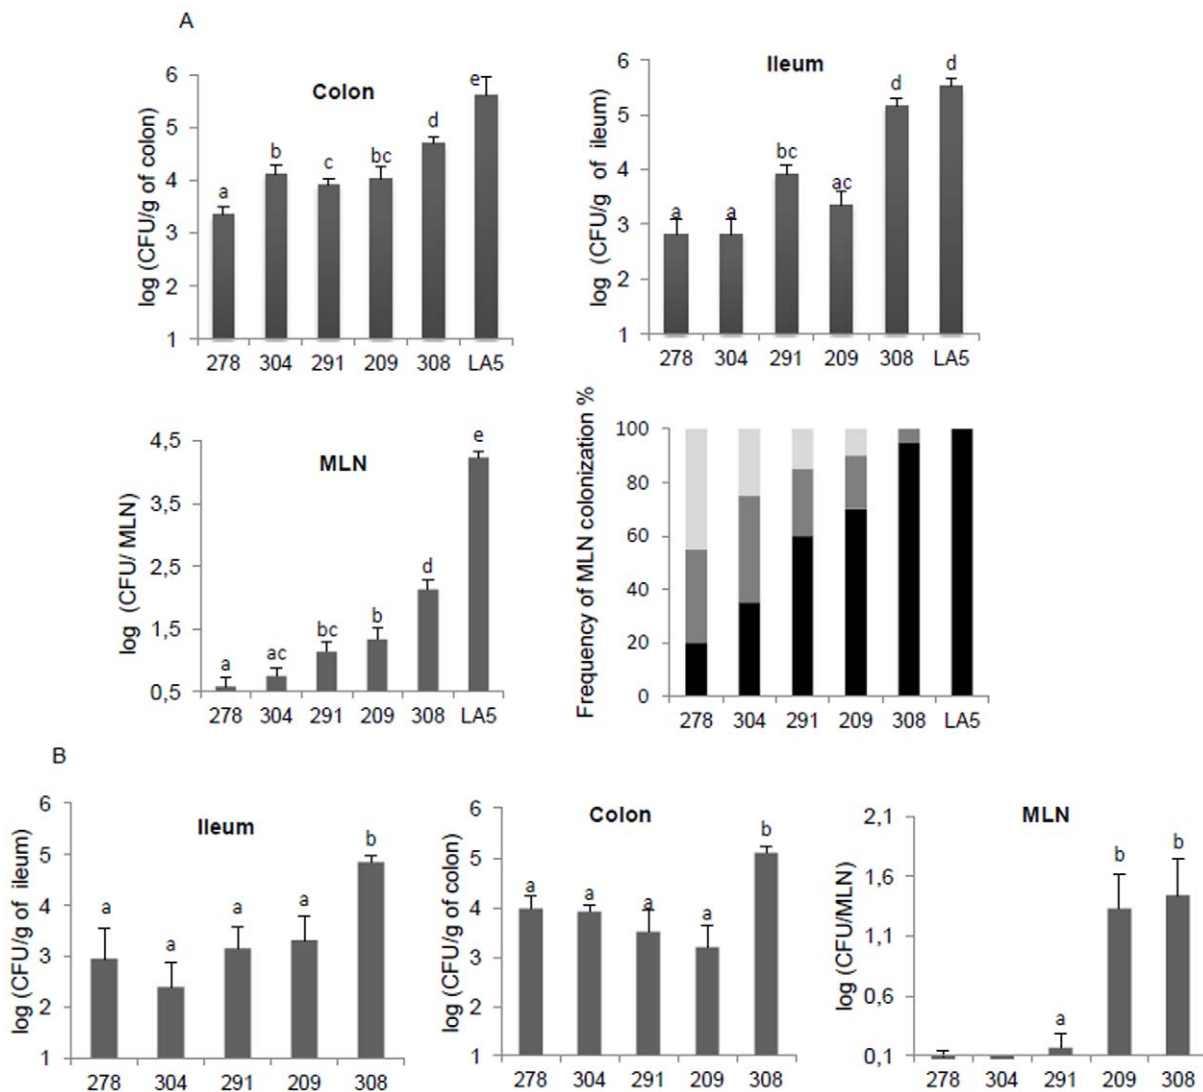 A
Colon
log (CFU/g of colon)
6
5
4
3
2
1
a
b
c
bc
d
e
278 304 291 209 308 LA5
Ileum
log (CFU/g of ileum)
6
5
4
3
2
1
a
a
bc
ac
d
d
278 304 291 209 308 LA5
MLN
log (CFU/ MLN)
4,5
3,5
2,5
1,5
0,5
a
ac
bc
b
d
e
278 304 291 209 308 LA5
Frequency of MLN colonization %
100
80
60
40
20
0
278 304 291 209 308 LA5
B
Ileum
log (CFU/g of ileum)
6
5
4
3
2
1
a
a
a
a
b
278 304 291 209 308
Colon
log (CFU/g of colon)
6
5
4
3
2
1
a
a
a
a
b
278 304 291 209 308
MLN
log (CFU/MLN)
2,1
1,6
1,1
0,6
0,1
a
b
b
278 304 291 209 308